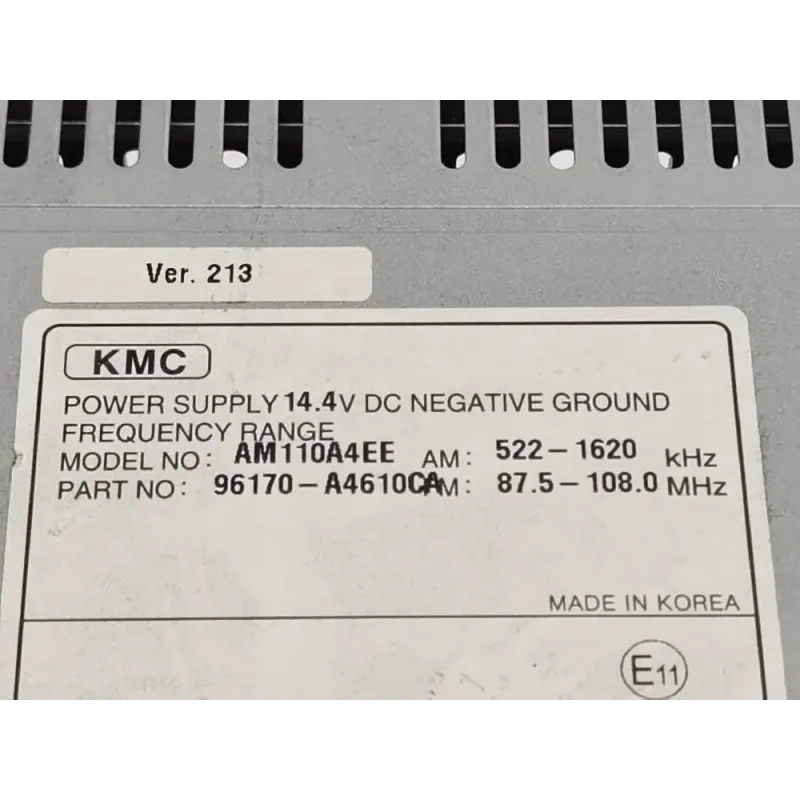 Ver. 213
KMC
POWER SUPPLY 14.4V DC NEGATIVE GROUND
FREQUENCY RANGE
MODEL NO: AM110A4EE AM: 522-1620 kHz
PART NO: 96170-A4610CA M: 87.5-108.0 MHz
MADE IN KOREA
E11